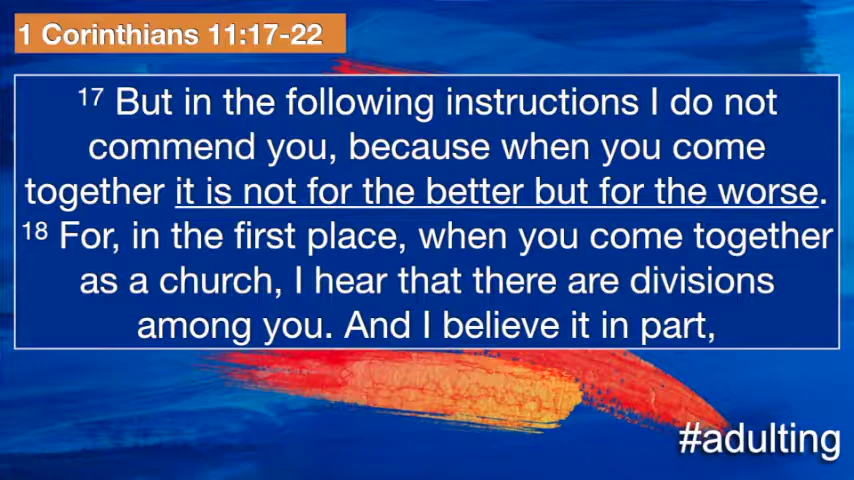 1 Corinthians 11:17-22
17 But in the following instructions I do not
commend you, because when you come
together it is not for the better but for the worse.
18 For, in the first place, when you come together
as a church, I hear that there are divisions
among you. And I believe it in part,
#adulting